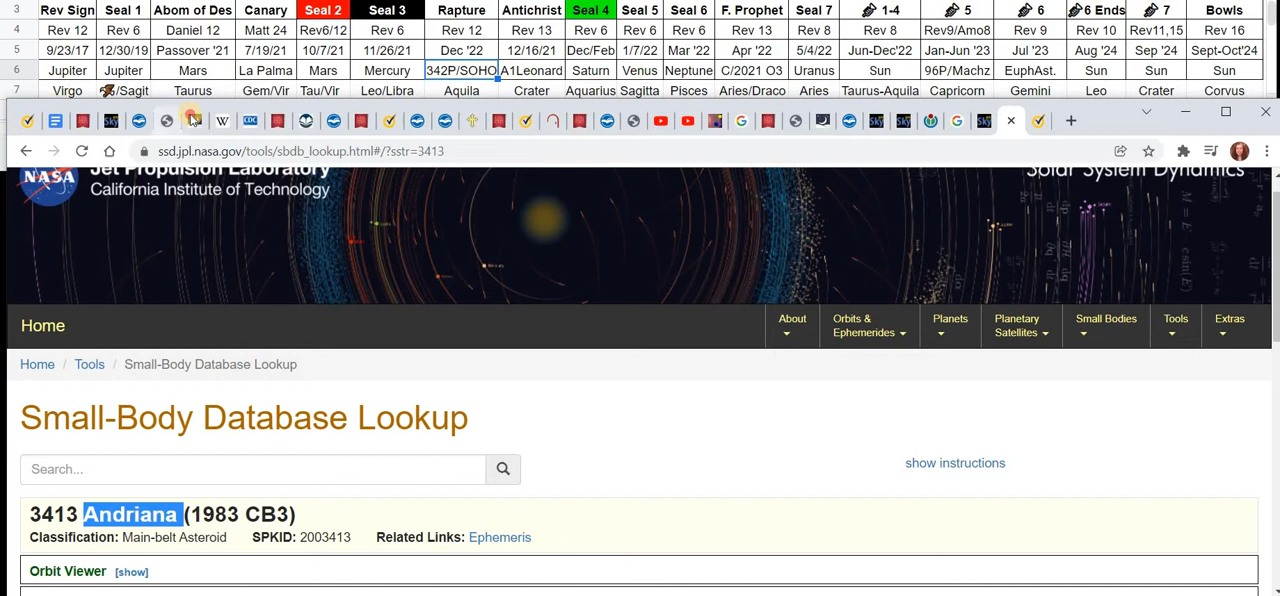 3 Rev Sign Seal 1 Abom of Des Canary Seal 2 Seal 3 Rapture Antichrist Seal 4 Seal 5 Seal 6 F. Prophet Seal 7 1-4 5 6 6 Ends 7 Bowls
4 Rev 12 Rev 6 Daniel 12 Matt 24 Rev6/12 Rev 6 Rev 12 Rev 13 Rev 6 Rev 6 Rev 6 Rev 13 Rev 8 Rev 8 Rev9/Amo8 Rev 9 Rev 10 Rev11,15 Rev 16
5 9/23/17 12/30/19 Passover '21 7/19/21 10/7/21 11/26/21 Dec '22 12/16/21 Dec/Feb 1/7/22 Mar '22 Apr '22 5/4/22 Jun-Dec'22 Jan-Jun '23 Jul '23 Aug '24 Sep '24 Sept-Oct'24
6 Jupiter Jupiter Mars La Palma Mars Mercury 342P/SOHO A1Leonard Saturn Venus Neptune C/2021 O3 Uranus Sun 96P/Machz EuphAst. Sun Sun Sun
7 Virgo /Sagit Taurus Gem/Vir Tau/Vir Leo/Libra Aquila Crater Aquarius Sagitta Pisces Aries/Draco Aries Taurus-Aquila Capricorn Gemini Leo Crater Corvus
ssd.jpl.nasa.gov/tools/sbdb_lookup.html#/?sstr=3413
NASA
Jet Propulsion Laboratory
California Institute of Technology
Solar System Dynamics
Home
About
Orbits & Ephemerides
Planets
Planetary Satellites
Small Bodies
Tools
Extras
Home / Tools / Small-Body Database Lookup
Small-Body Database Lookup
Search...
show instructions
3413 Andriana (1983 CB3)
Classification: Main-belt Asteroid SPKID: 2003413 Related Links: Ephemeris
Orbit Viewer [show]